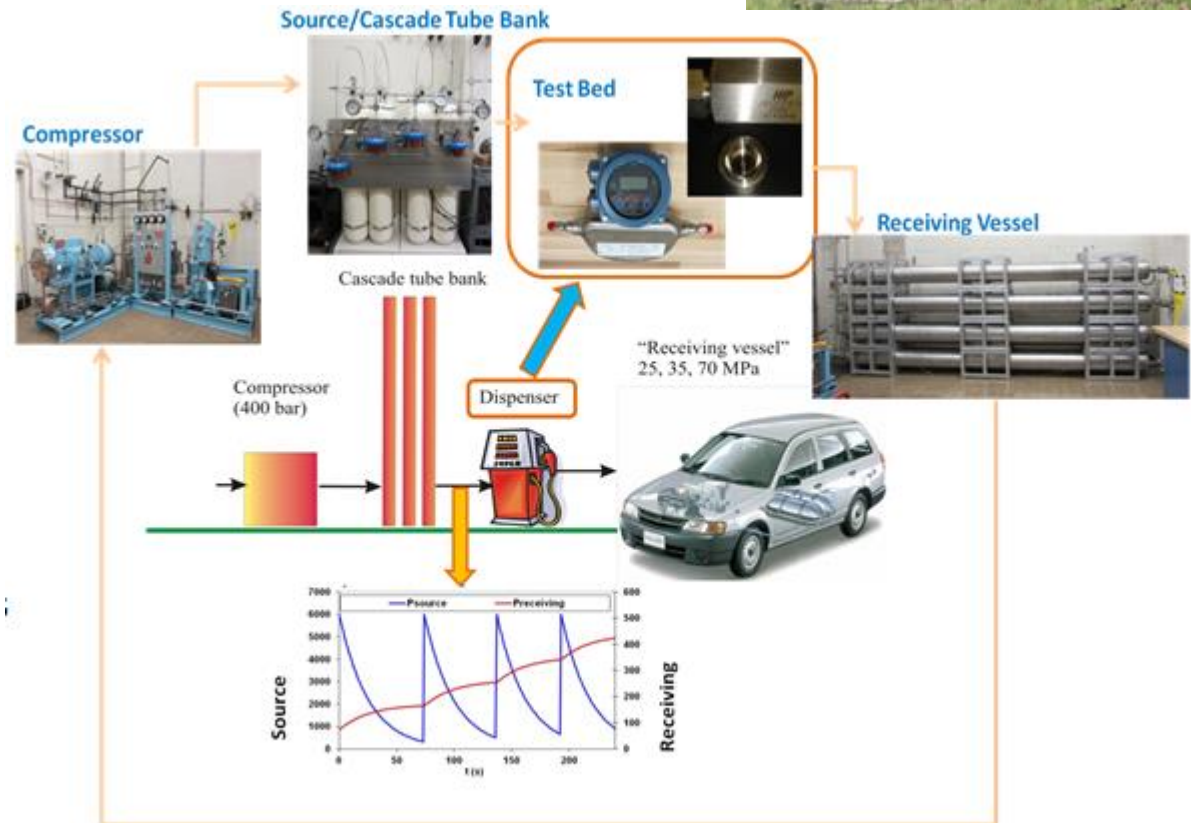 Source/Cascade Tube Bank
Test Bed
Compressor
Receiving Vessel
Cascade tube bank
“Receiving vessel”
25, 35, 70 MPa
Compressor
(400 bar)
Dispenser
7000
6000
5000
4000
3000
2000
1000
0
Source
Psource
Preceiving
600
500
400
300
200
100
0
Receiving
0
50
100
150
200
t (s)